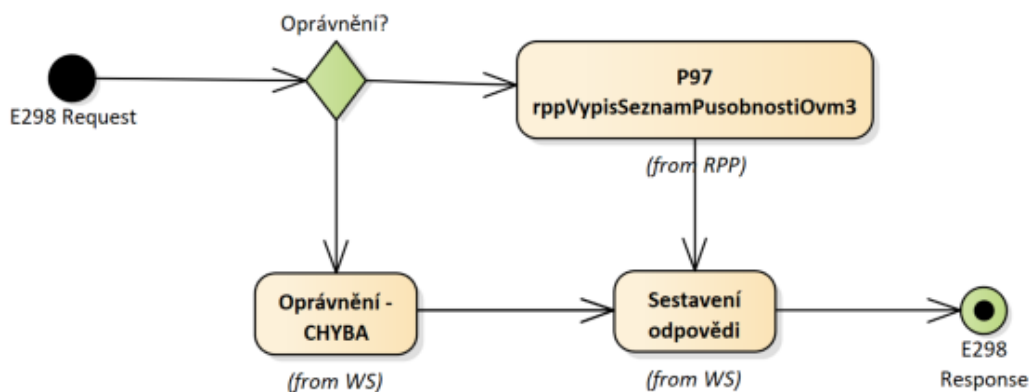 Oprávnění?
E298 Request
P97
rppVypisSeznamPusobnostiOvm3
(from RPP)
Oprávnění -
CHYBA
(from WS)
Sestavení
odpovědi
(from WS)
E298
Response